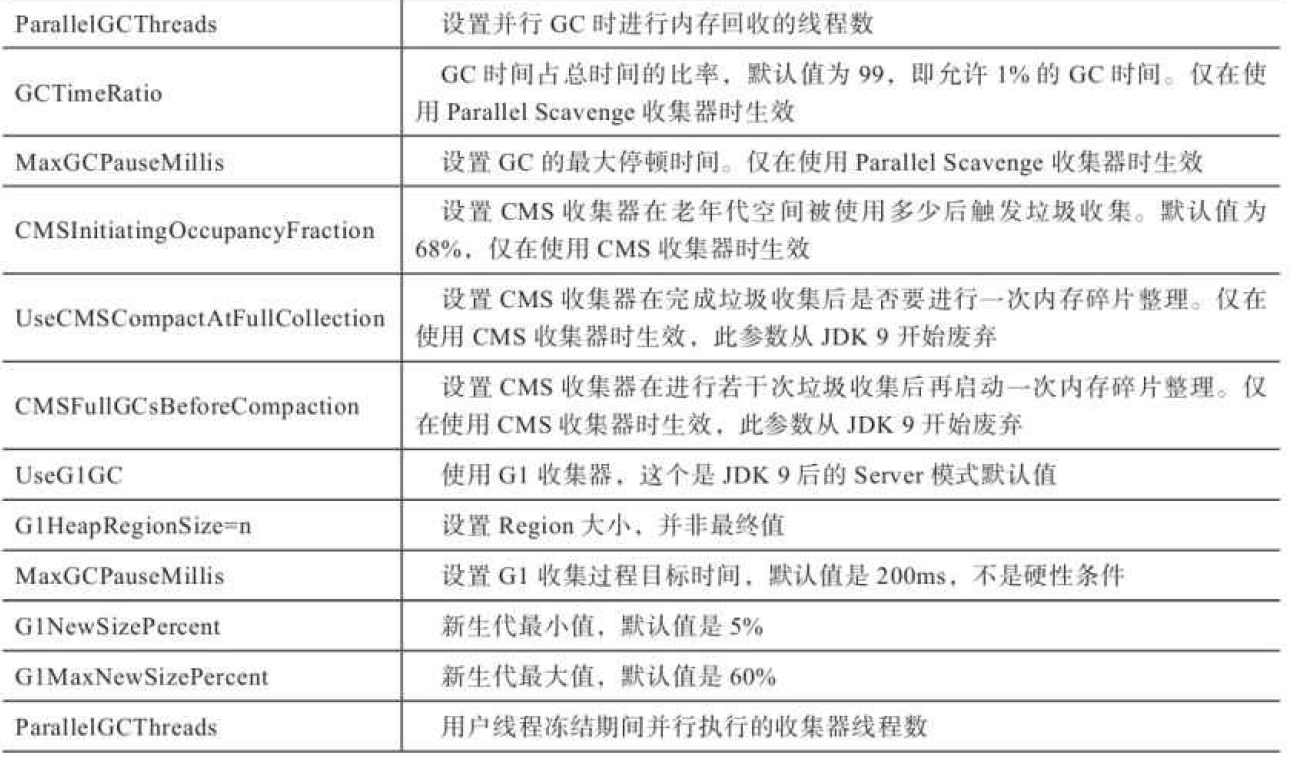 ParallelGCThreads 设置并行 GC 时进行内存回收的线程数
GCTimeRatio GC 时间占总时间的比率，默认值为 99，即允许 1% 的 GC 时间。仅在使
用 Parallel Scavenge 收集器时生效
MaxGCPauseMillis 设置 GC 的最大停顿时间。仅在使用 Parallel Scavenge 收集器时生效
CMSInitiatingOccupancyFraction 设置 CMS 收集器在老年代空间被使用多少后触发垃圾收集。默认值为
68%，仅在使用 CMS 收集器时生效
UseCMSCompactAtFullCollection 设置 CMS 收集器在完成垃圾收集后是否要进行一次内存碎片整理。仅在
使用 CMS 收集器时生效，此参数从 JDK 9 开始废弃
CMSFullGCsBeforeCompaction 设置 CMS 收集器在进行若干次垃圾收集后再启动一次内存碎片整理。仅
在使用 CMS 收集器时生效，此参数从 JDK 9 开始废弃
UseG1GC 使用 G1 收集器，这个是 JDK 9 后的 Server 模式默认值
G1HeapRegionSize=n 设置 Region 大小，并非最终值
MaxGCPauseMillis 设置 G1 收集过程目标时间，默认值是 200ms，不是硬性条件
G1NewSizePercent 新生代最小值，默认值是 5%
G1MaxNewSizePercent 新生代最大值，默认值是 60%
ParallelGCThreads 用户线程冻结期间并行执行的收集器线程数